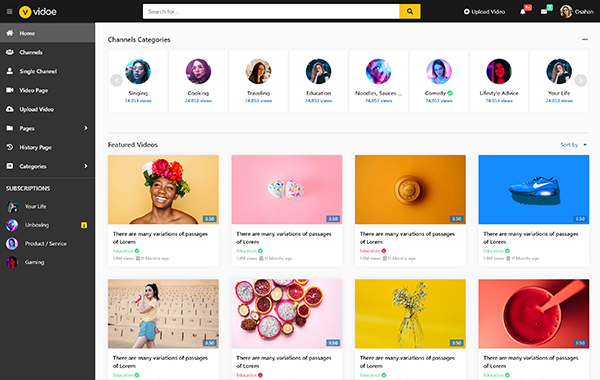 vidoe
Search for...
Upload Video
Osahan
Home
Channels
Single Channel
Video Page
Upload Video
Pages
History Page
Categories
SUBSCRIPTIONS
Your Life
Unboxing
2
Product / Service
Gaming
Channels Categories
Singing
74,853 views
Cooking
74,853 views
Traveling
74,853 views
Education
74,853 views
Noodles, Sauces ...
74,853 views
Comedy
74,853 views
Lifestyle Advice
74,853 views
Your Life
74,853 views
Featured Videos
Sort by
3:50
There are many variations of passages
of Lorem
Education
1.8M views 11 Months ago
3:50
There are many variations of passages
of Lorem
Education
1.8M views 11 Months ago
3:50
There are many variations of passages
of Lorem
Education
1.8M views 11 Months ago
3:50
There are many variations of passages
of Lorem
Education
1.8M views 11 Months ago
3:50
There are many variations of passages
of Lorem
Education
3:50
There are many variations of passages
of Lorem
Education
3:50
There are many variations of passages
of Lorem
Education
3:50
There are many variations of passages
of Lorem
Education